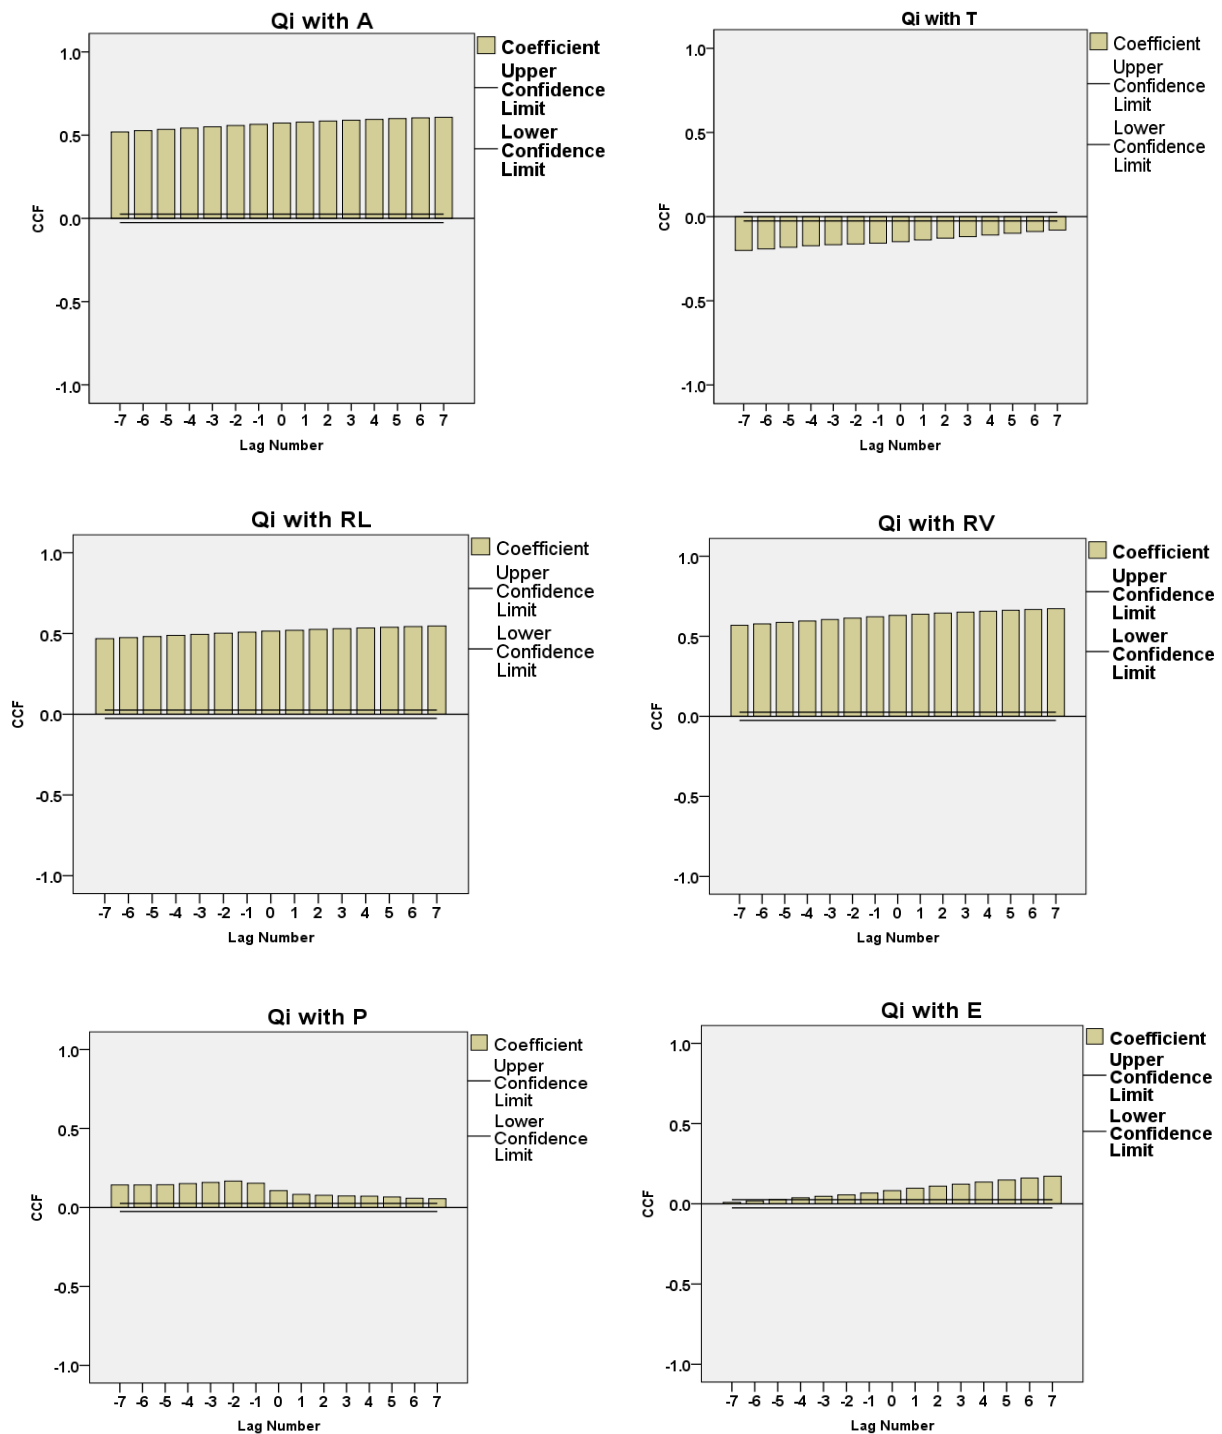 Qi with A
1.0
0.5
0.0
-0.5
-1.0
CCF
-7 -6 -5 -4 -3 -2 -1 0 1 2 3 4 5 6 7
Lag Number
Coefficient
Upper
Confidence
Limit
Lower
Confidence
Limit
Qi with T
1.0
0.5
0.0
-0.5
-1.0
CCF
-7 -6 -5 -4 -3 -2 -1 0 1 2 3 4 5 6 7
Lag Number
Coefficient
Upper
Confidence
Limit
Lower
Confidence
Limit
Qi with RL
1.0
0.5
0.0
-0.5
-1.0
CCF
-7 -6 -5 -4 -3 -2 -1 0 1 2 3 4 5 6 7
Lag Number
Coefficient
Upper
Confidence
Limit
Lower
Confidence
Limit
Qi with RV
1.0
0.5
0.0
-0.5
-1.0
CCF
-7 -6 -5 -4 -3 -2 -1 0 1 2 3 4 5 6 7
Lag Number
Coefficient
Upper
Confidence
Limit
Lower
Confidence
Limit
Qi with P
1.0
0.5
0.0
-0.5
-1.0
CCF
-7 -6 -5 -4 -3 -2 -1 0 1 2 3 4 5 6 7
Lag Number
Coefficient
Upper
Confidence
Limit
Lower
Confidence
Limit
Qi with E
1.0
0.5
0.0
-0.5
-1.0
CCF
-7 -6 -5 -4 -3 -2 -1 0 1 2 3 4 5 6 7
Lag Number
Coefficient
Upper
Confidence
Limit
Lower
Confidence
Limit